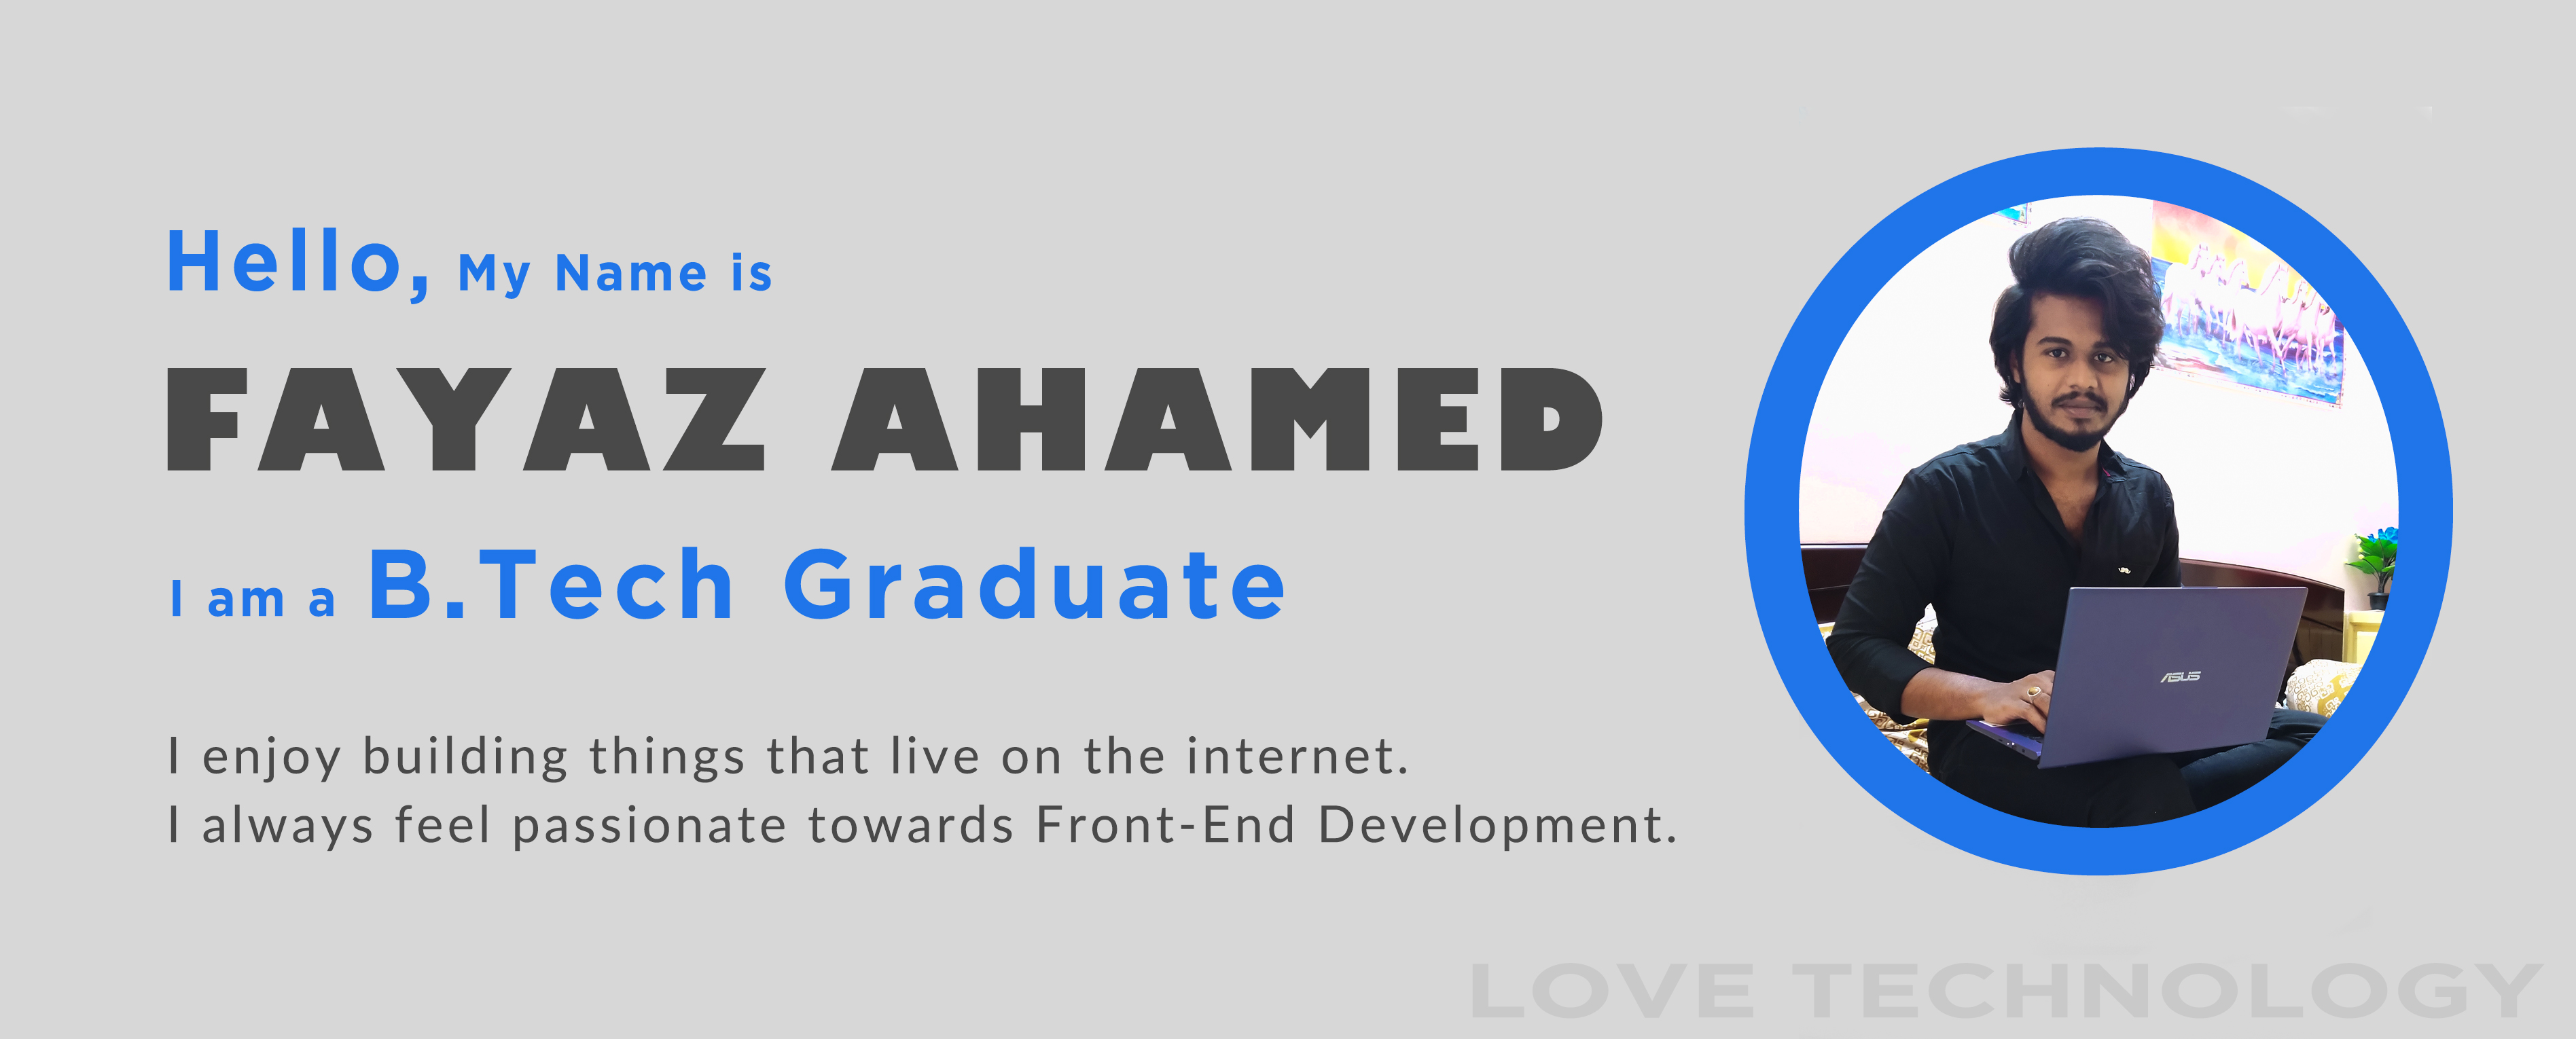 Hello, My Name is
FAYAZ AHAMED
I am a B.Tech Graduate
I enjoy building things that live on the internet.
I always feel passionate towards Front-End Development.
ASUS
LOVE TECHNOLOGY